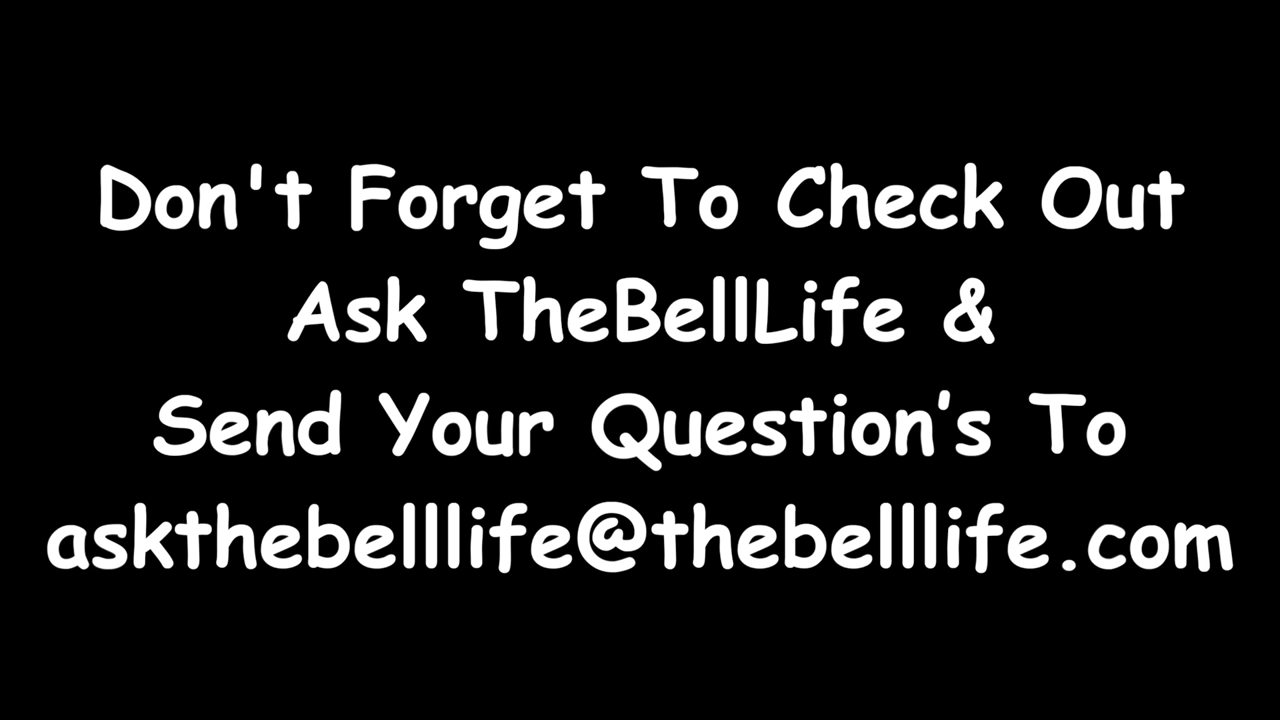 Don't Forget To Check Out
Ask TheBellLife &
Send Your Question’s To
askthebelllife@thebelllife.com